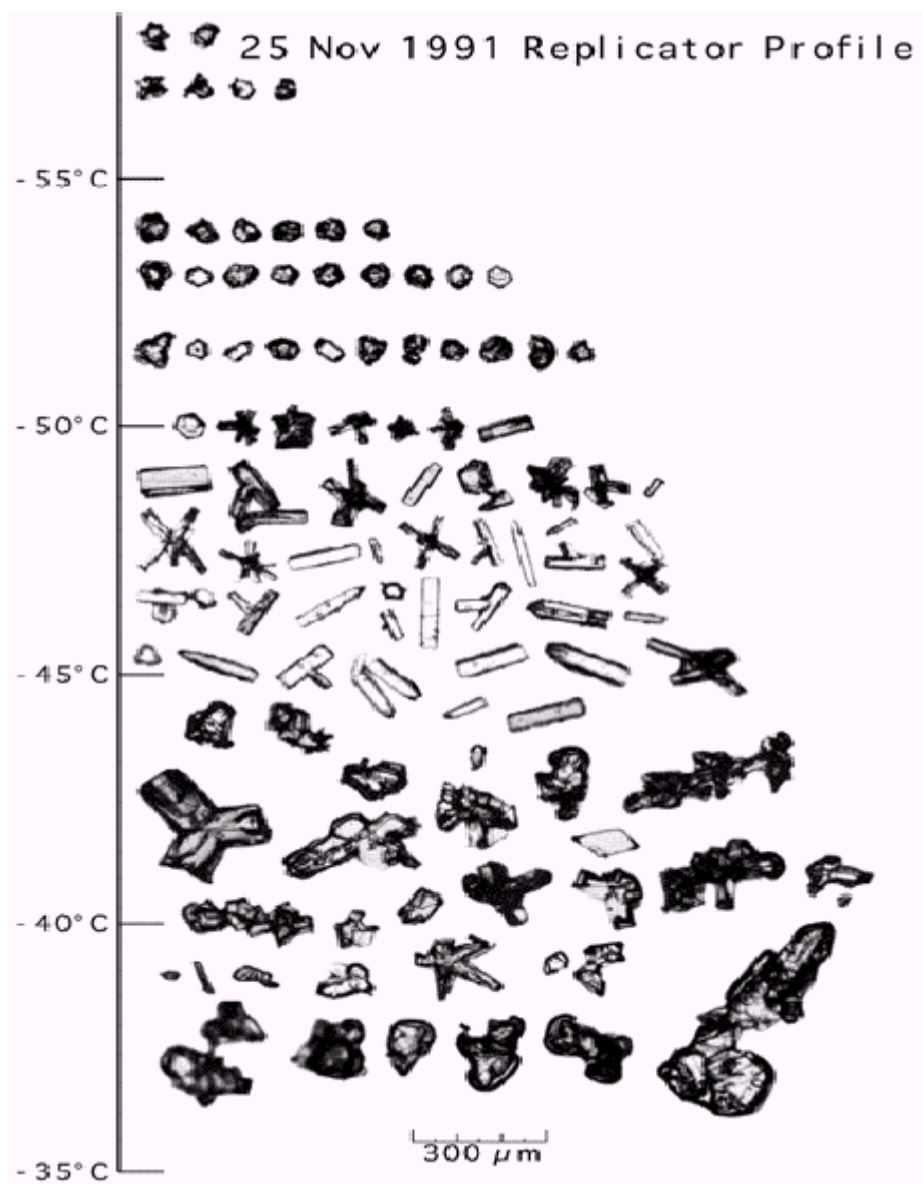 25 Nov 1991 Replicator Profile
- 55°C
- 50°C
- 45°C
- 40°C
300 μm
- 35°C